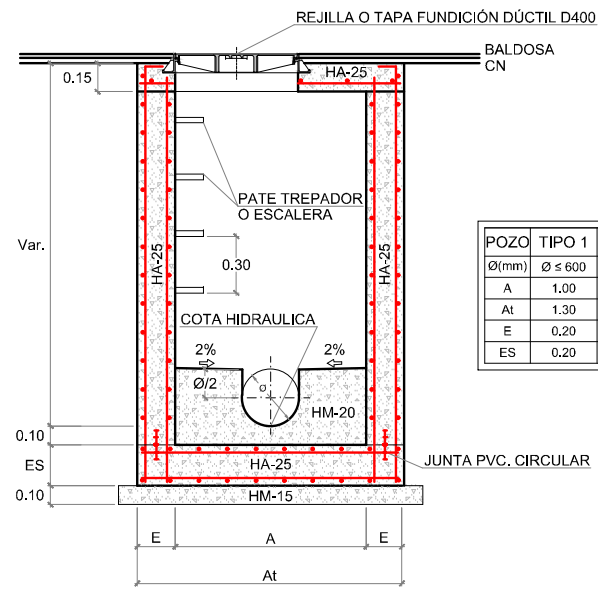 REJILLA O TAPA FUNDICIÓN DÚCTIL D400
BALDOSA
CN
0.15
HA-25
PATE TREPADOR
O ESCALERA
Var.
HA-25
HA-25
0.30
COTA HIDRAULICA
2%
2%
Ø/2
Ø
HM-20
0.10
ES
HA-25
JUNTA PVC. CIRCULAR
0.10
HM-15
E
A
E
At
POZO TIPO 1
Ø(mm) Ø ≤ 600
A 1.00
At 1.30
E 0.20
ES 0.20